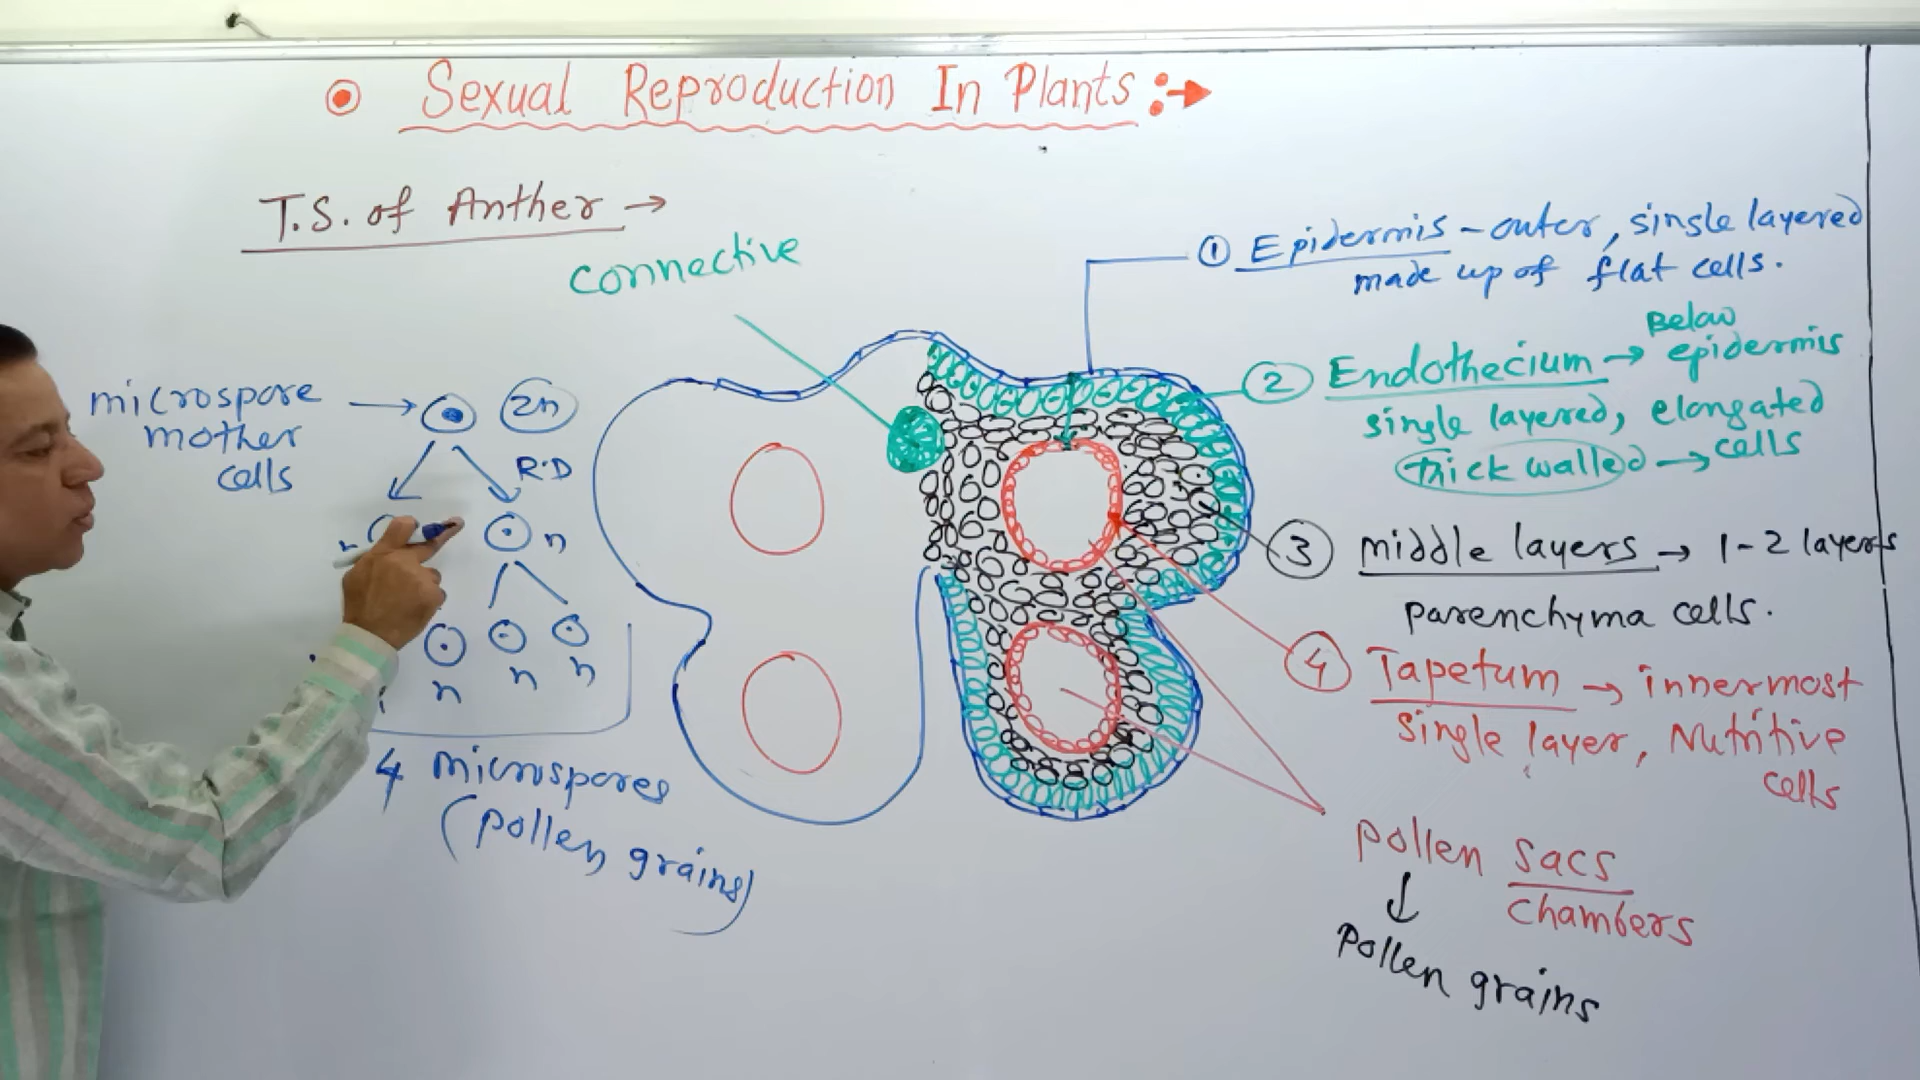 Sexual Reproduction In Plants :→
T.S. of Anther →
connective
① Epidermis - outer, single layered
made up of flat cells.
② Endothecium → Below epidermis
single layered, elongated
thick walled → cells
③ middle layers → 1-2 layers
parenchyma cells.
④ Tapetum → innermost
single layer, Nutritive
cells
pollen sacs
chambers
↓
Pollen grains
microspore → 2n
mother
cells
R.D
n
n n n
4 microspores
(pollen grains)